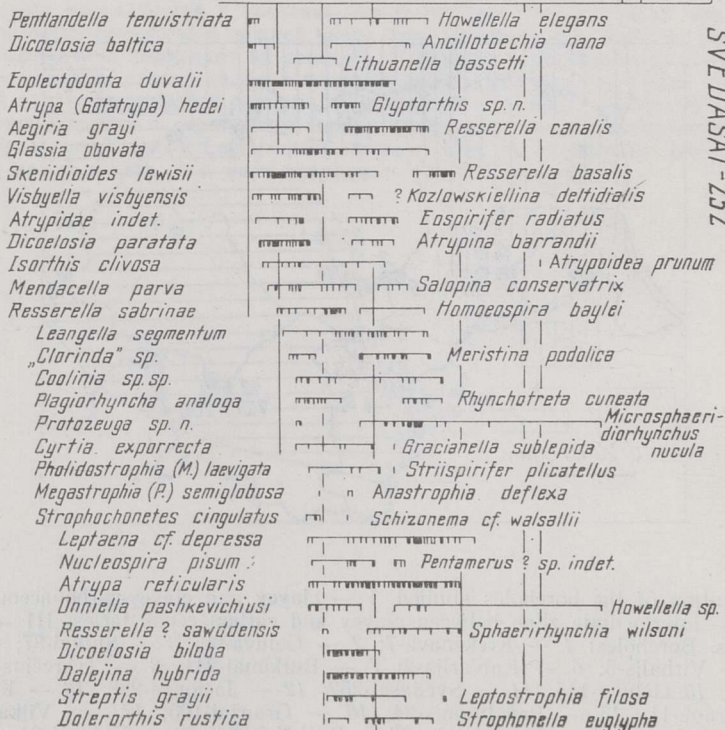 Pentlandella tenuistriata Howellella elegans
Dicoelosia baltica Ancillotoechia nana
Lithuanella bassetti
Eoplectodonta duvalii
Atrypa (Gotatrypa) hedei Glyptorthis sp. n.
Aegiria grayi Resserella canalis
Glassia obovata
Skenidioides lewisii Resserella basalis
Visbyella visbyensis ? Kozlowskiellina deltidialis
Atrypidae indet. Eospirifer radiatus
Dicoelosia paratata Atrypina barrandii
Isorthis clivosa Atrypoidea prunum
Mendacella parva Salopina conservatrix
Resserella sabrinae Homoeospira baylei
Leangella segmentum
„Clorinda" sp. Meristina podolica
Coolinia sp. sp.
Plagiorhyncha analoga Rhynchotreta cuneata
Protozeuga sp. n. Microsphaeri-
diorhynchus
nucula
Cyrtia exporrecta Gracianella sublepida
Pholidostrophia (M.) laevigata Striispirifer plicatellus
Megastrophia (P.) semiglobosa Anastrophia deflexa
Strophochonetes cingulatus Schizonema cf. walsallii
Leptaena cf. depressa
Nucleospira pisum Pentamerus ? sp. indet.
Atrypa reticularis
Onniella pashkevichiusi Howellella sp.
Resserella ? sawddensis Sphaerirhynchia wilsoni
Dicoelosia biloba
Dalejina hybrida
Streptis grayii Leptostrophia filosa
Dolerorthis rustica Strophonella euglypha
SVEDASAI-252